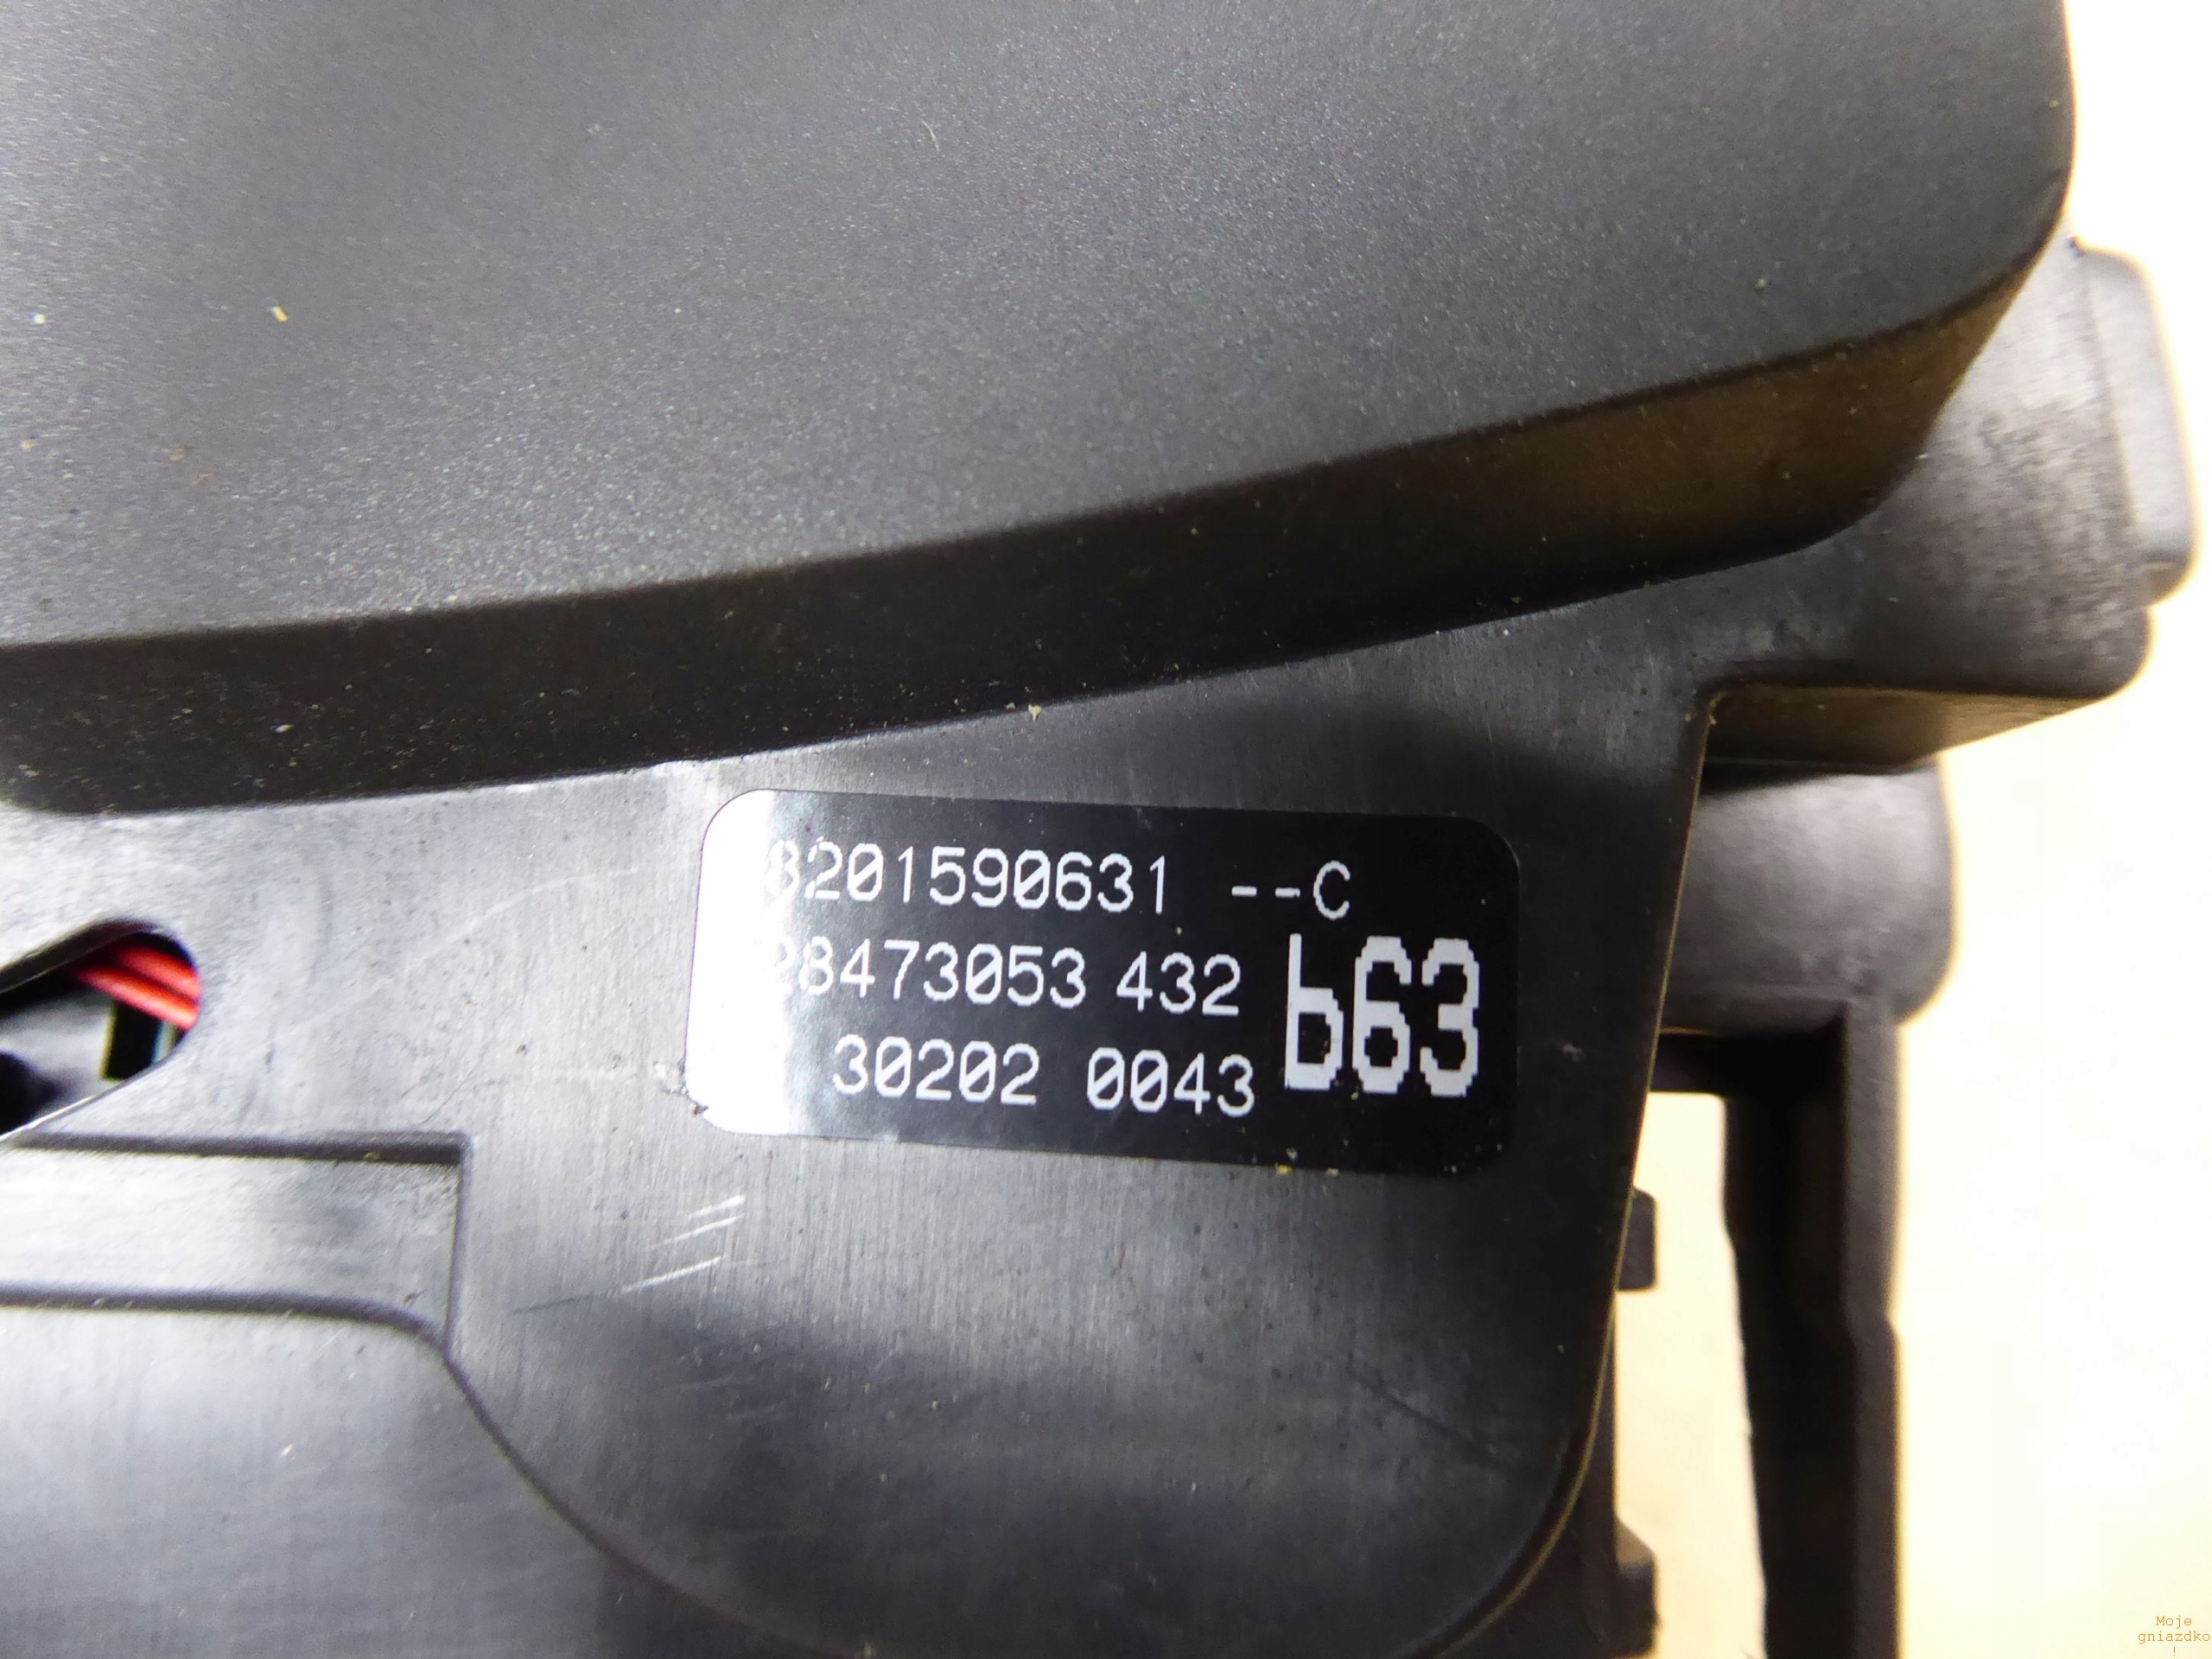 8201590631 --C
28473053 432
b63
30202 0043
Moje
gniazdko
!